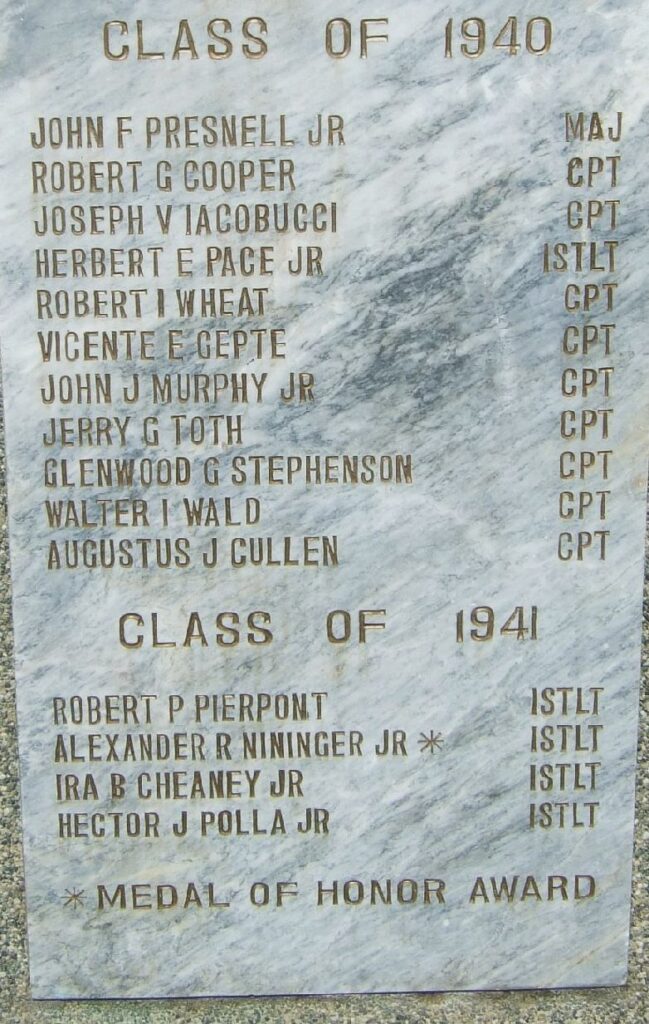 CLASS OF 1940
JOHN F PRESNELL JR MAJ
ROBERT G COOPER CPT
JOSEPH V IACOBUCCI CPT
HERBERT E PACE JR 1STLT
ROBERT I WHEAT CPT
VICENTE E GEPTE CPT
JOHN J MURPHY JR CPT
JERRY G TOTH CPT
GLENWOOD G STEPHENSON CPT
WALTER I WALD CPT
AUGUSTUS J CULLEN CPT
CLASS OF 1941
ROBERT P PIERPONT 1STLT
ALEXANDER R NININGER JR * 1STLT
IRA B CHEANEY JR 1STLT
HECTOR J POLLA JR 1STLT
* MEDAL OF HONOR AWARD